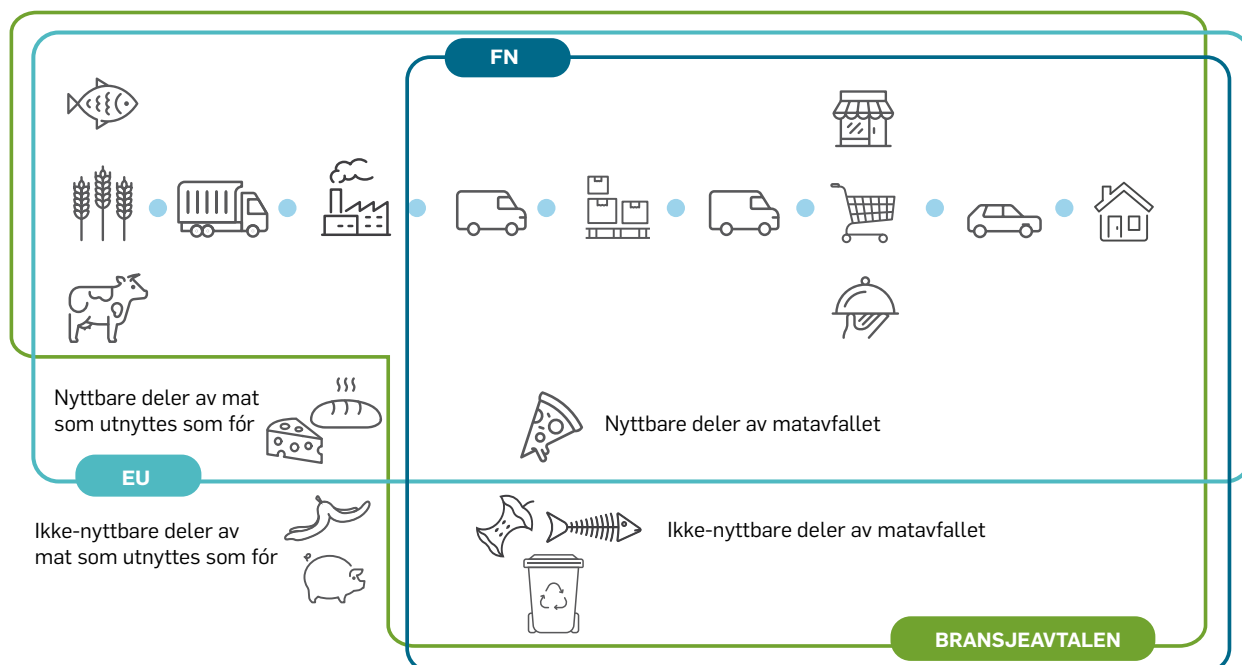 FN
Nyttbare deler av mat
som utnyttes som fór
Nyttbare deler av matavfallet
EU
Ikke-nyttbare deler av
mat som utnyttes som fór
Ikke-nyttbare deler av matavfallet
BRANSJEAVTALEN